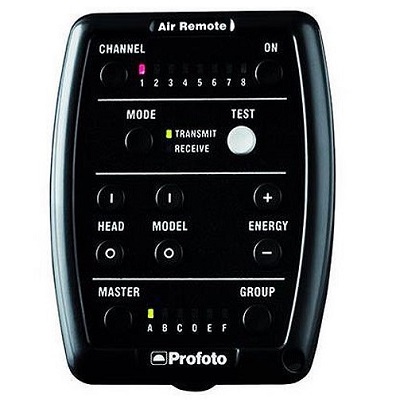 Air Remote
CHANNEL ON
1 2 3 4 5 6 7 8
MODE TEST
TRANSMIT
RECEIVE
I I +
HEAD MODEL ENERGY
O O −
MASTER GROUP
A B C D E F
Profoto